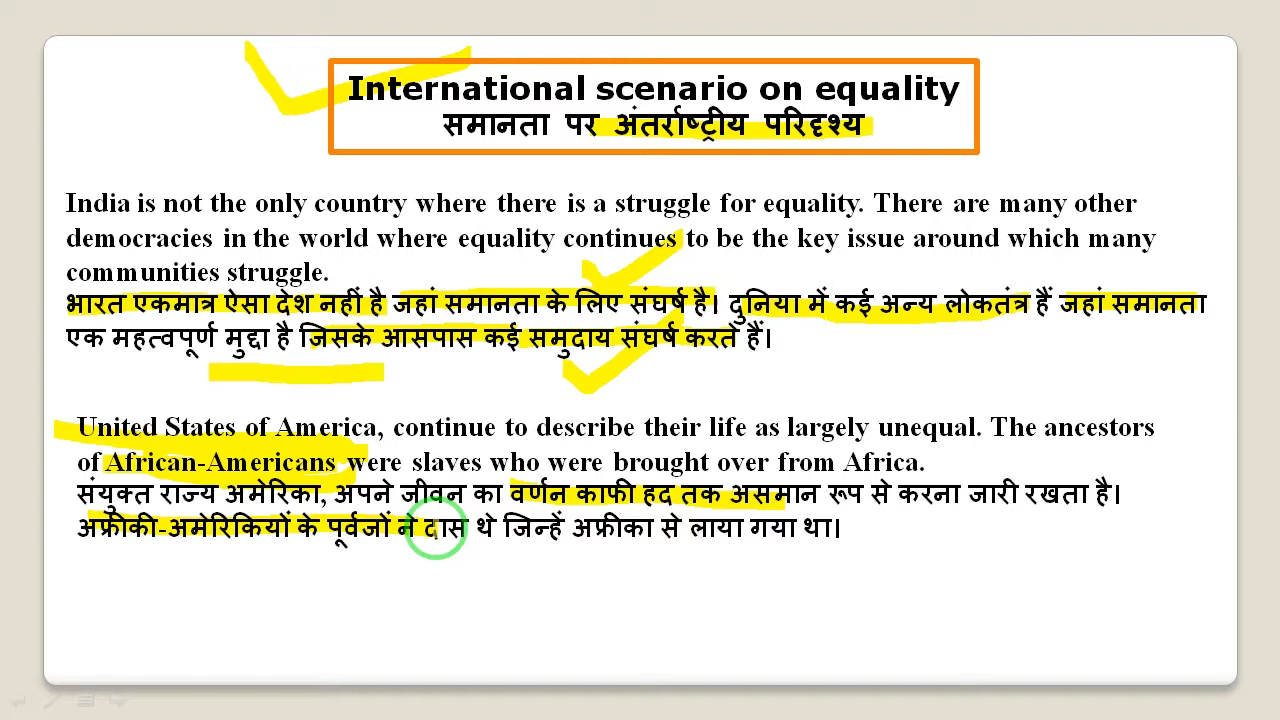 International scenario on equality
समानता पर अंतर्राष्ट्रीय परिदृश्य
India is not the only country where there is a struggle for equality. There are many other
democracies in the world where equality continues to be the key issue around which many
communities struggle.
भारत एकमात्र ऐसा देश नहीं है जहां समानता के लिए संघर्ष है। दुनिया में कई अन्य लोकतंत्र हैं जहां समानता
एक महत्वपूर्ण मुद्दा है जिसके आसपास कई समुदाय संघर्ष करते हैं।
United States of America, continue to describe their life as largely unequal. The ancestors
of African-Americans were slaves who were brought over from Africa.
संयुक्त राज्य अमेरिका, अपने जीवन का वर्णन काफी हद तक असमान रूप से करना जारी रखता है।
अफ्रीकी-अमेरिकियों के पूर्वजों ने दास थे जिन्हें अफ्रीका से लाया गया था।